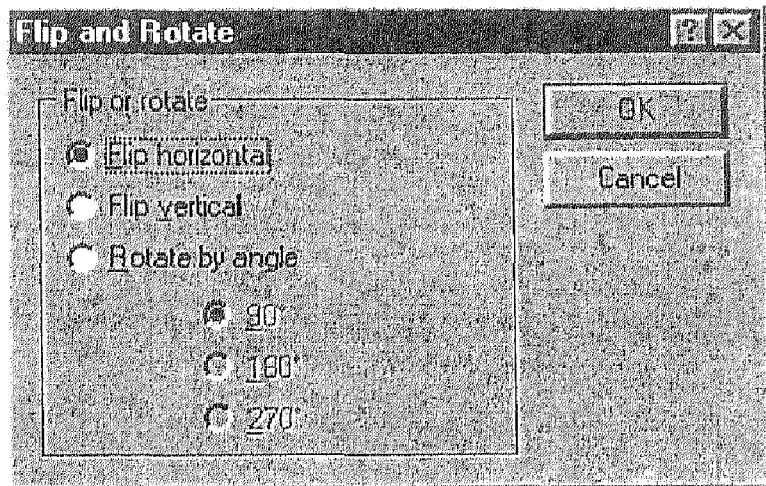 Flip and Rotate
Flip or rotate
Flip horizontal
Flip vertical
Rotate by angle
90°
180°
270°
OK
Cancel